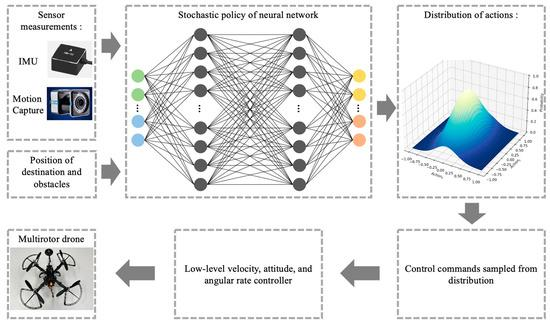 Sensor
measurements :
IMU
Motion
Capture
Position of
destination and
obstacles
Stochastic policy of neural network
Distribution of actions :
Multirotor drone
Low-level velocity, attitude, and
angular rate controller
Control commands sampled from
distribution